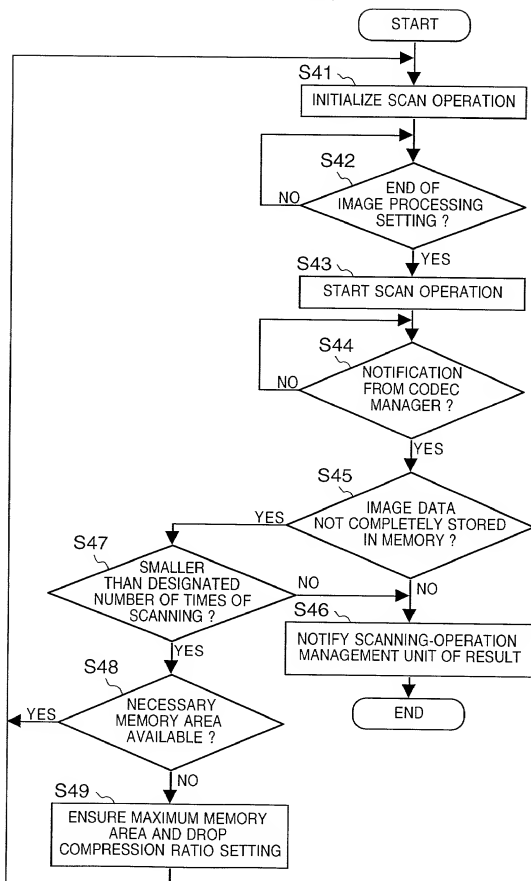 START
S41
INITIALIZE SCAN OPERATION
S42
END OF
IMAGE PROCESSING
SETTING ?
NO
YES
S43
START SCAN OPERATION
S44
NOTIFICATION
FROM CODEC
MANAGER ?
NO
YES
S45
IMAGE DATA
NOT COMPLETELY STORED
IN MEMORY ?
YES
NO
S47
SMALLER
THAN DESIGNATED
NUMBER OF TIMES OF
SCANNING ?
NO
YES
S46
NOTIFY SCANNING-OPERATION
MANAGEMENT UNIT OF RESULT
END
S48
NECESSARY
MEMORY AREA
AVAILABLE ?
YES
NO
S49
ENSURE MAXIMUM MEMORY
AREA AND DROP
COMPRESSION RATIO SETTING